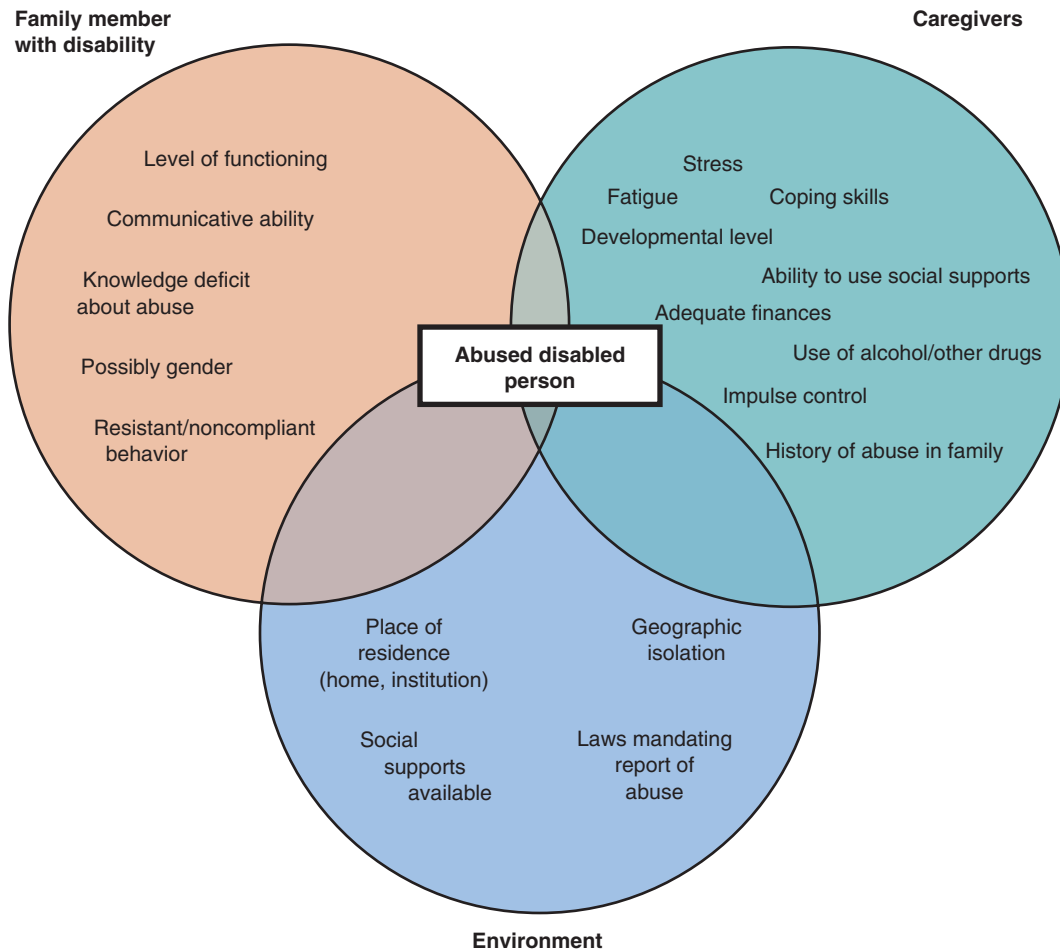 Family member
with disability
Caregivers
Level of functioning
Communicative ability
Knowledge deficit
about abuse
Possibly gender
Resistant/noncompliant
behavior
Stress
Fatigue
Coping skills
Developmental level
Ability to use social supports
Adequate finances
Use of alcohol/other drugs
Impulse control
History of abuse in family
Abused disabled
person
Place of
residence
(home, institution)
Geographic
isolation
Social
supports
available
Laws mandating
report of
abuse
Environment